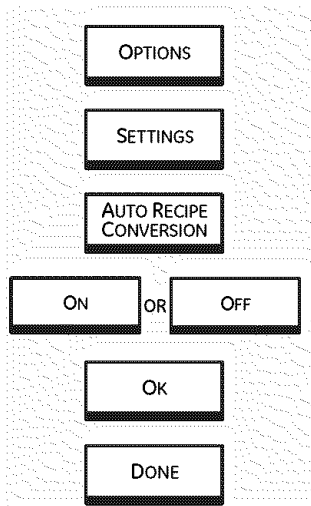 OPTIONS
SETTINGS
AUTO RECIPE
CONVERSION
ON OR OFF
OK
DONE